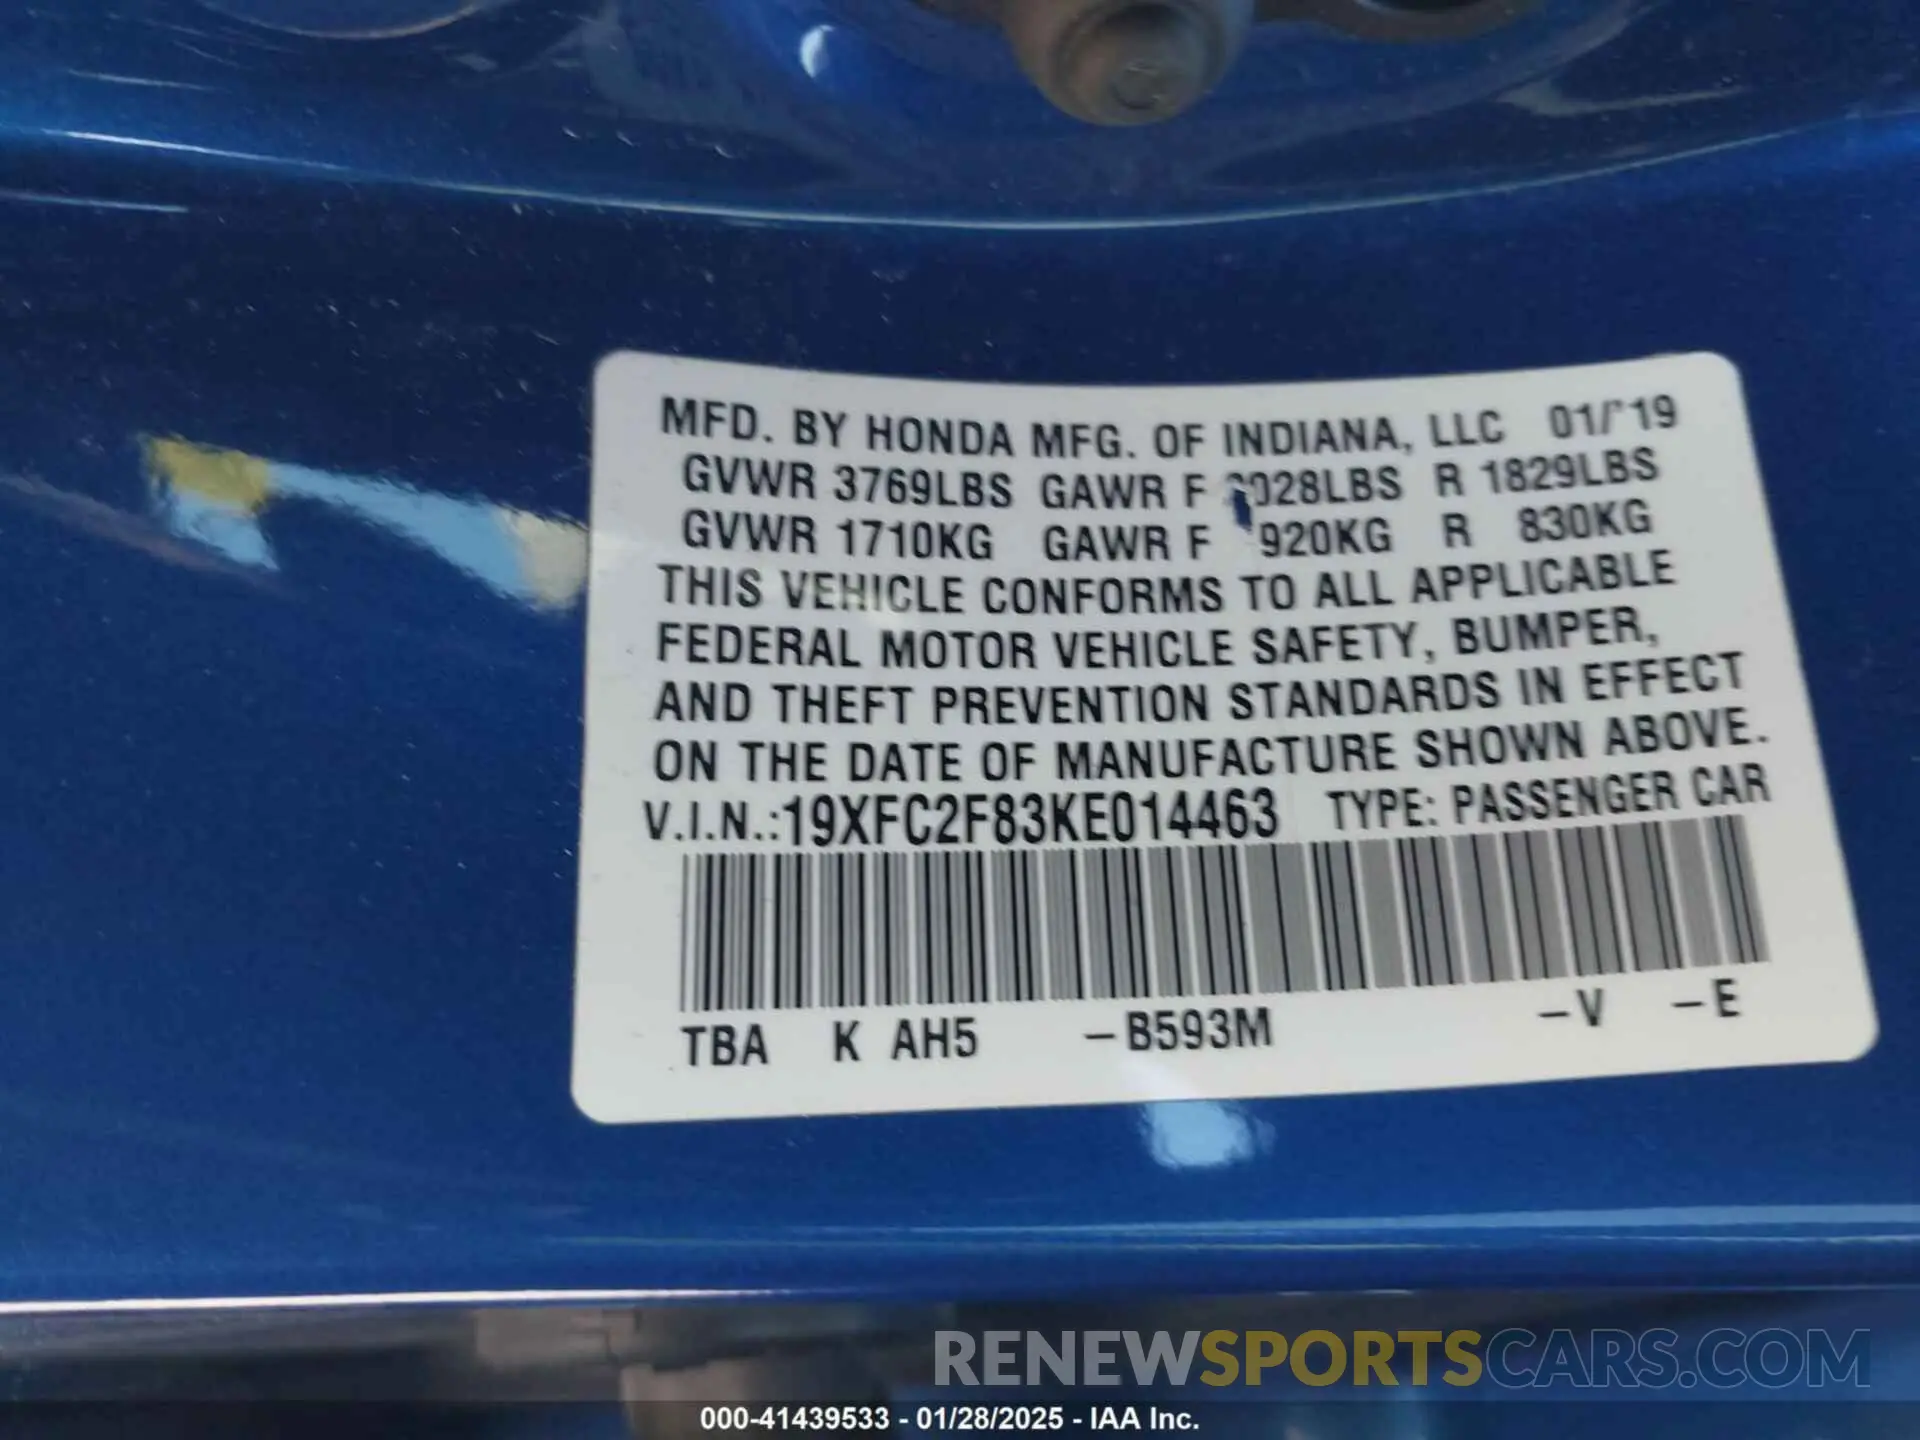 MFD. BY HONDA MFG. OF INDIANA, LLC 01/'19
GVWR 3769LBS GAWR F 2028LBS R 1829LBS
GVWR 1710KG GAWR F 920KG R 830KG
THIS VEHICLE CONFORMS TO ALL APPLICABLE
FEDERAL MOTOR VEHICLE SAFETY, BUMPER,
AND THEFT PREVENTION STANDARDS IN EFFECT
ON THE DATE OF MANUFACTURE SHOWN ABOVE.
V.I.N.:19XFC2F83KE014463 TYPE: PASSENGER CAR
TBA K AH5 –B593M –V –E
RENEWSPORTSCARS.COM
000-41439533 - 01/28/2025 - IAA Inc.